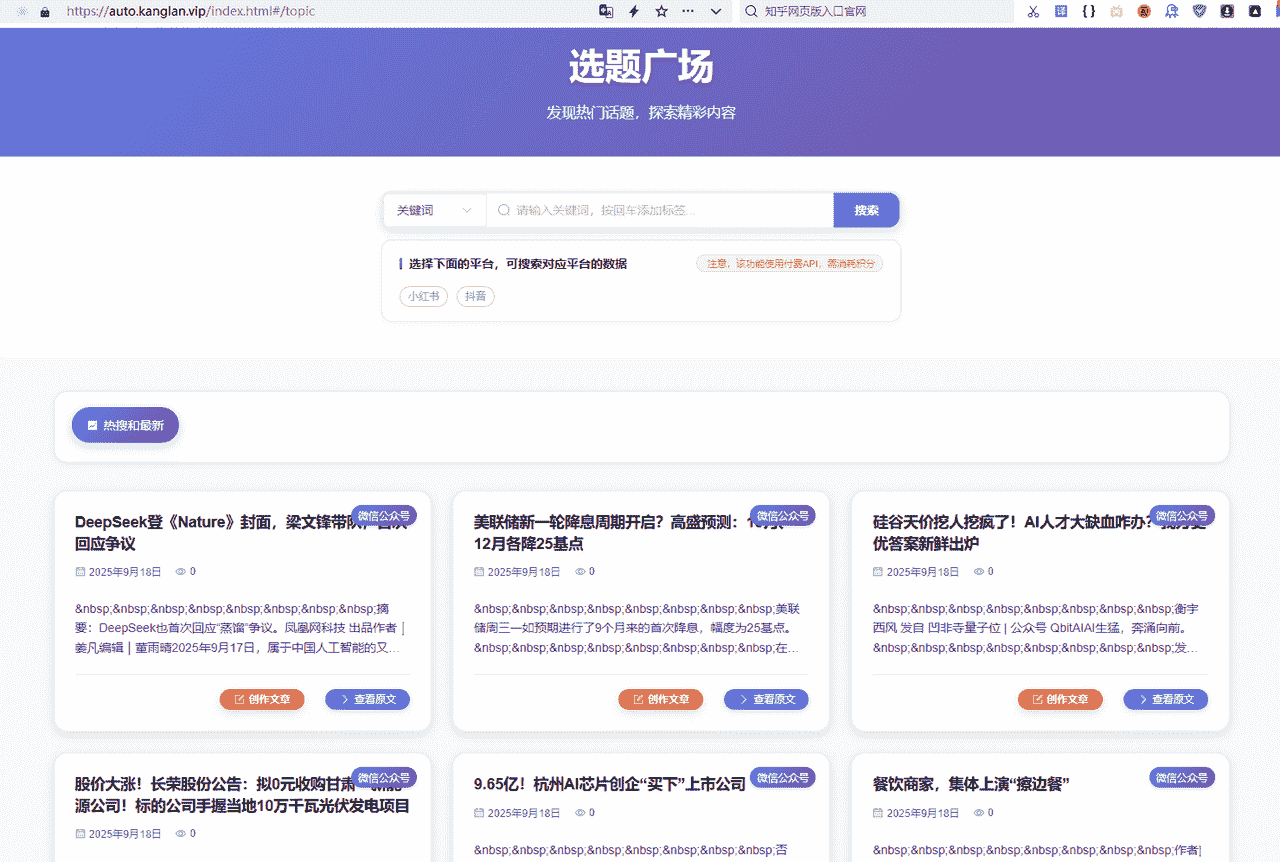 https://auto.kanglan.vip/index.html#/topic
知乎网页版入口官网
选题广场
发现热门话题，探索精彩内容
关键词
请输入关键词，按回车添加标签...
搜索
选择下面的平台，可搜索对应平台的数据
注意，该功能使用付费API，需消耗积分
小红书
抖音
热搜和最新
DeepSeek登《Nature》封面，梁文锋带队，
微信公众号
回应争议
2025年9月18日
0
&nbsp;&nbsp;&nbsp;&nbsp;&nbsp;&nbsp;&nbsp;&nbsp;摘
要：DeepSeek也首次回应“蒸馏”争议。凤凰网科技 出品作者｜
姜凡编辑｜董雨晴2025年9月17日，属于中国人工智能的又...
创作文章
查看原文
美联储新一轮降息周期开启？高盛预测：
微信公众号
12月各降25基点
2025年9月18日
0
&nbsp;&nbsp;&nbsp;&nbsp;&nbsp;&nbsp;&nbsp;&nbsp;美联
储周三一如预期进行了9个月来的首次降息，幅度为25基点。
&nbsp;&nbsp;&nbsp;&nbsp;&nbsp;&nbsp;&nbsp;&nbsp;在...
创作文章
查看原文
硅谷天价挖人挖疯了！AI人才大缺血咋办？
微信公众号
优答案新鲜出炉
2025年9月18日
0
&nbsp;&nbsp;&nbsp;&nbsp;&nbsp;&nbsp;&nbsp;&nbsp;衡宇
西风 发自 凹非寺量子位 | 公众号 QbitAIAI生猛，奔涌向前。
&nbsp;&nbsp;&nbsp;&nbsp;&nbsp;&nbsp;&nbsp;&nbsp;发...
创作文章
查看原文
股价大涨！长荣股份公告：拟0元收购甘肃
微信公众号
源公司！标的公司手握当地10万千瓦光伏发电项目
2025年9月18日
0
9.65亿！杭州AI芯片创企“买下”上市公司
微信公众号
2025年9月18日
0
&nbsp;&nbsp;&nbsp;&nbsp;&nbsp;&nbsp;&nbsp;&nbsp;否
餐饮商家，集体上演“擦边餐”
微信公众号
2025年9月18日
0
&nbsp;&nbsp;&nbsp;&nbsp;&nbsp;&nbsp;&nbsp;&nbsp;作者|